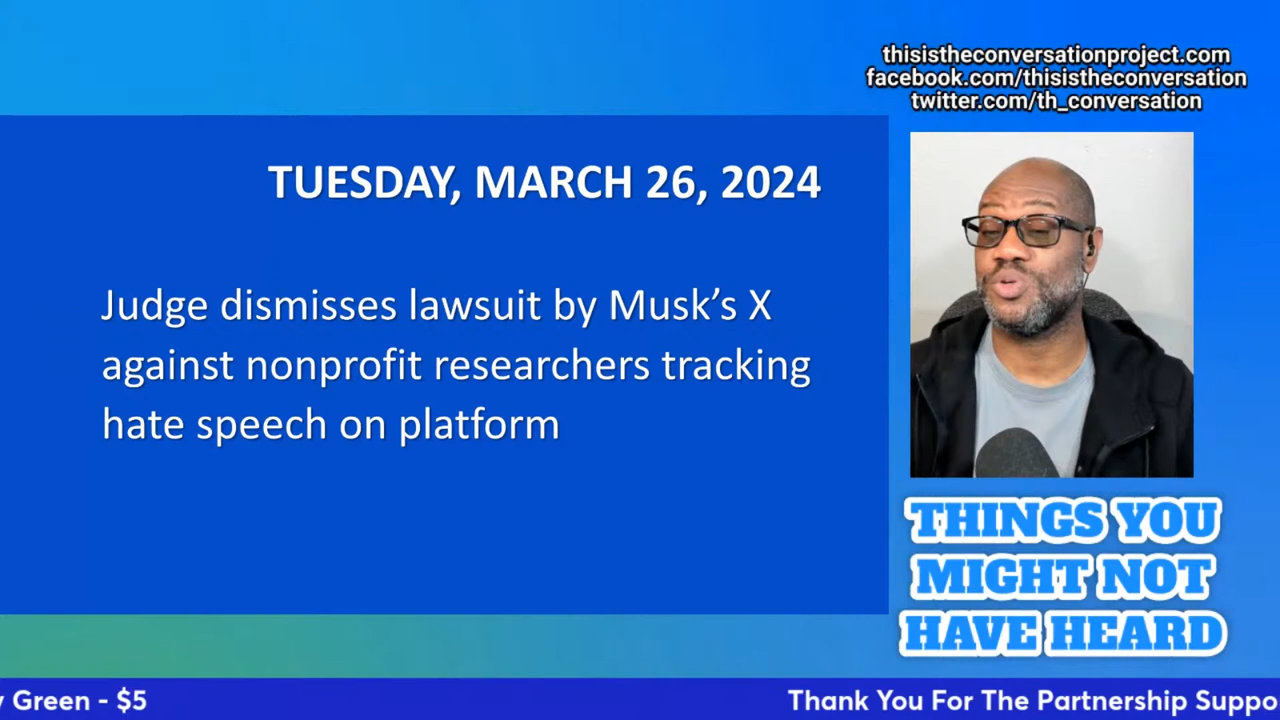 thisistheconversationproject.com
facebook.com/thisistheconversation
twitter.com/th_conversation
TUESDAY, MARCH 26, 2024
Judge dismisses lawsuit by Musk’s X
against nonprofit researchers tracking
hate speech on platform
THINGS YOU
MIGHT NOT
HAVE HEARD
Green - $5
Thank You For The Partnership